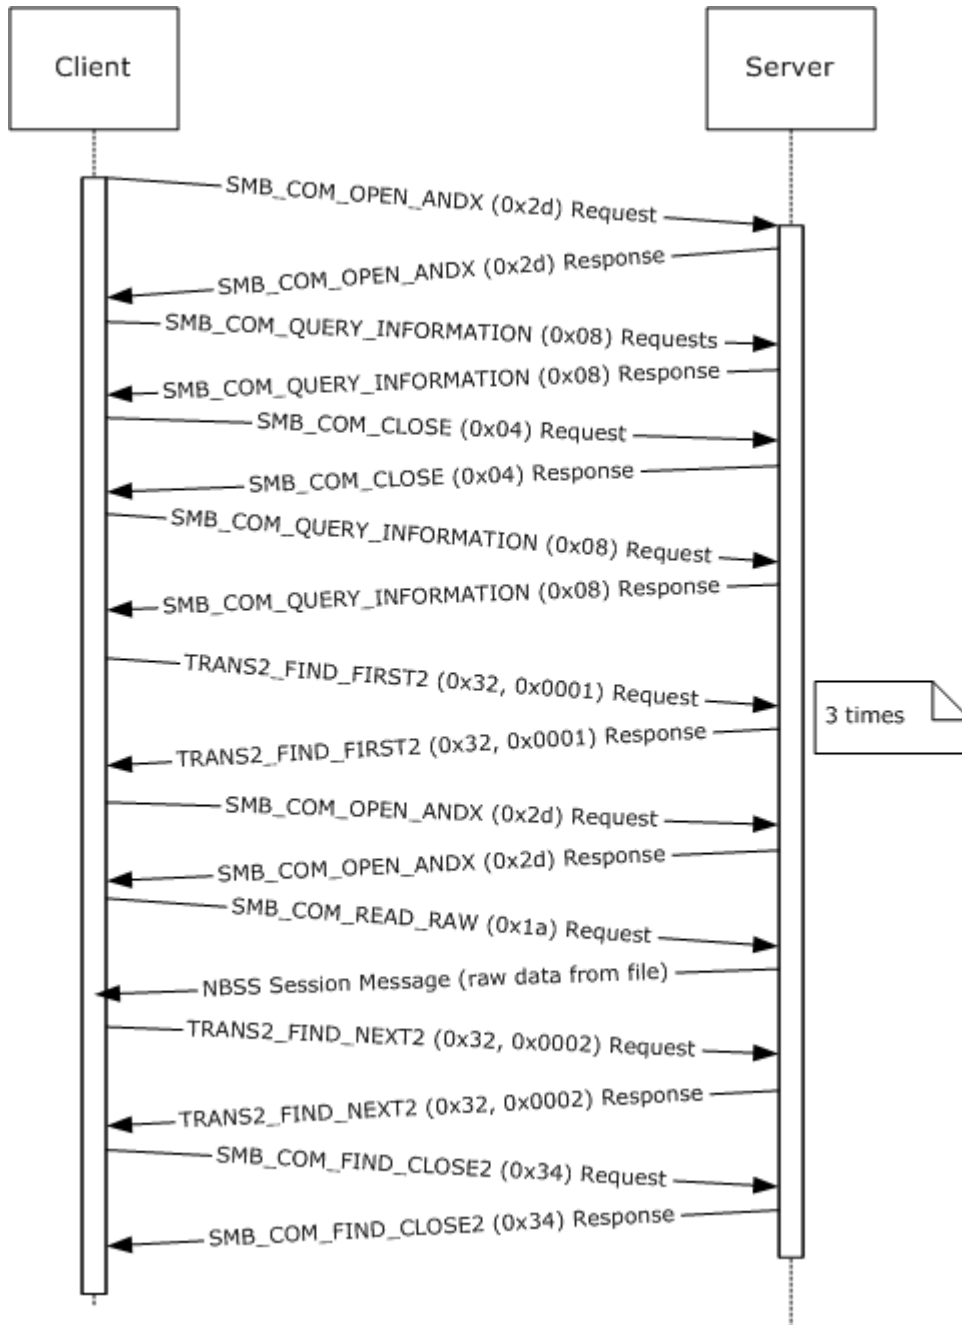 Client
Server
SMB_COM_OPEN_ANDX (0x2d) Request
SMB_COM_OPEN_ANDX (0x2d) Response
SMB_COM_QUERY_INFORMATION (0x08) Requests
SMB_COM_QUERY_INFORMATION (0x08) Response
SMB_COM_CLOSE (0x04) Request
SMB_COM_CLOSE (0x04) Response
SMB_COM_QUERY_INFORMATION (0x08) Request
SMB_COM_QUERY_INFORMATION (0x08) Response
TRANS2_FIND_FIRST2 (0x32, 0x0001) Request
3 times
TRANS2_FIND_FIRST2 (0x32, 0x0001) Response
SMB_COM_OPEN_ANDX (0x2d) Request
SMB_COM_OPEN_ANDX (0x2d) Response
SMB_COM_READ_RAW (0x1a) Request
NBSS Session Message (raw data from file)
TRANS2_FIND_NEXT2 (0x32, 0x0002) Request
TRANS2_FIND_NEXT2 (0x32, 0x0002) Response
SMB_COM_FIND_CLOSE2 (0x34) Request
SMB_COM_FIND_CLOSE2 (0x34) Response